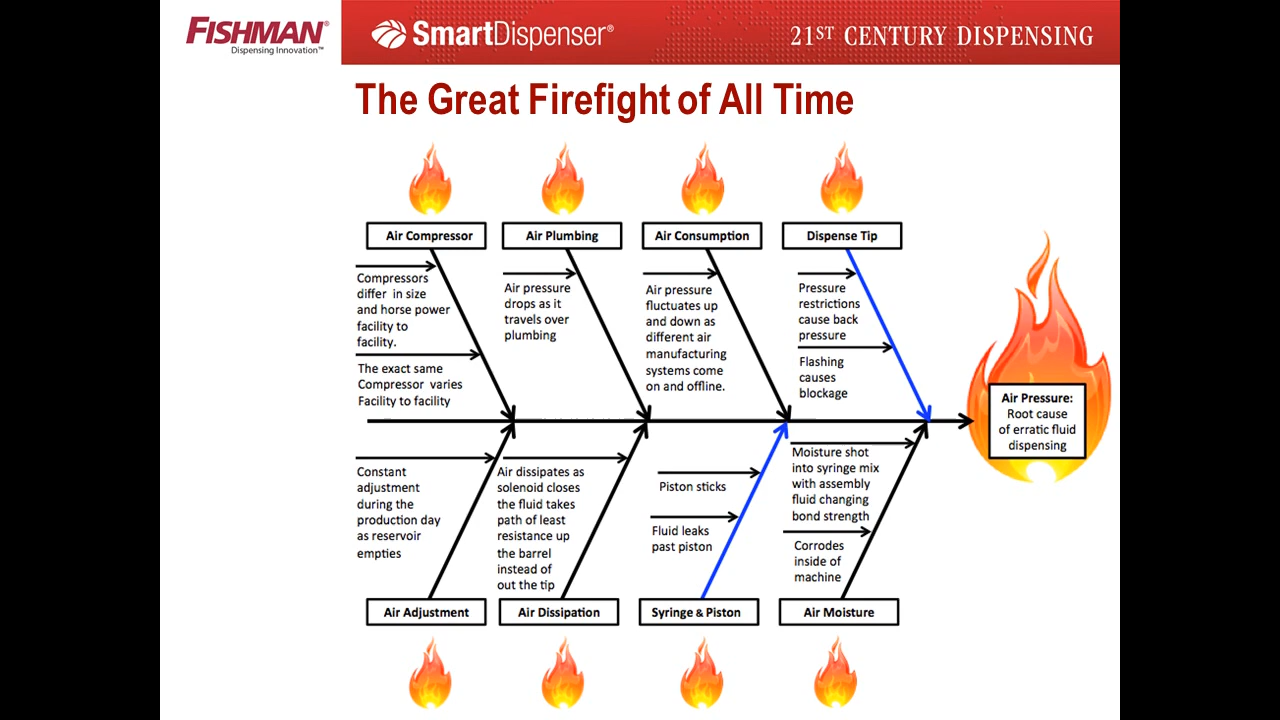 FISHMAN®
Dispensing Innovation™
SmartDispenser®
21ST CENTURY DISPENSING
The Great Firefight of All Time
Air Compressor
Air Plumbing
Air Consumption
Dispense Tip
Compressors
differ in size
and horse power
facility to
facility.
The exact same
Compressor varies
Facility to facility
Air pressure
drops as it
travels over
plumbing
Air pressure
fluctuates up
and down as
different air
manufacturing
systems come
on and offline.
Pressure
restrictions
cause back
pressure
Flashing
causes
blockage
Air Pressure:
Root cause
of erratic fluid
dispensing
Constant
adjustment
during the
production day
as reservoir
empties
Air dissipates as
solenoid closes
the fluid takes
path of least
resistance up
the barrel
instead of
out the tip
Piston sticks
Fluid leaks
past piston
Moisture shot
into syringe mix
with assembly
fluid changing
bond strength
Corrodes
inside of
machine
Air Adjustment
Air Dissipation
Syringe & Piston
Air Moisture